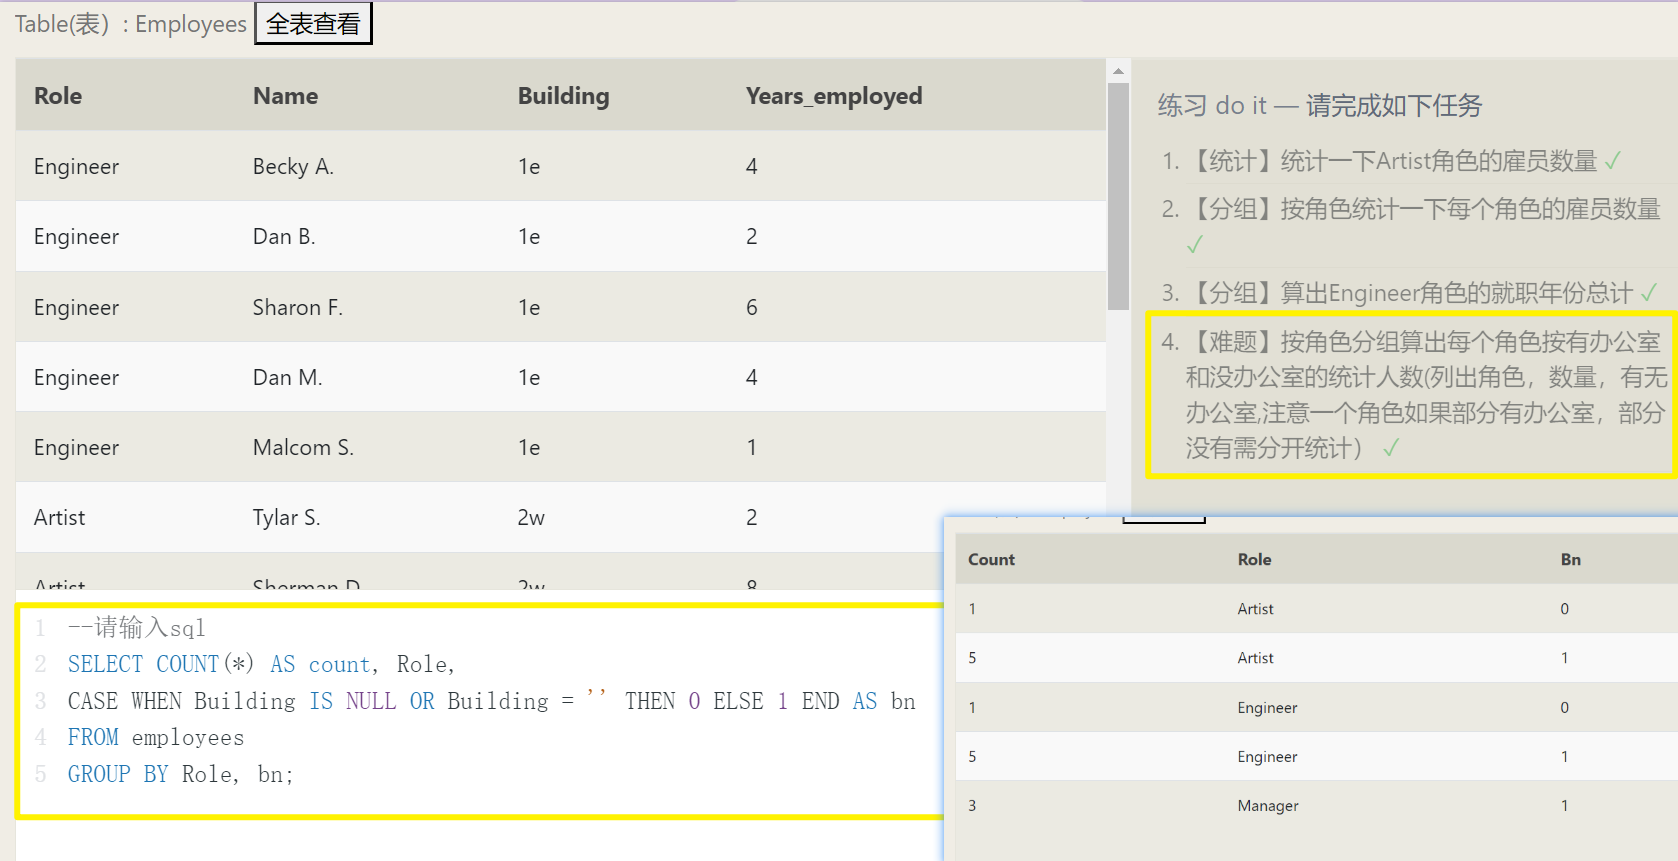 Table(表）: Employees 全表查看
Role Name Building Years_employed
Engineer Becky A. 1e 4
Engineer Dan B. 1e 2
Engineer Sharon F. 1e 6
Engineer Dan M. 1e 4
Engineer Malcom S. 1e 1
Artist Tylar S. 2w 2
Artist Sherman D. 2w 8
练习 do it — 请完成如下任务
1. 【统计】统计一下Artist角色的雇员数量 ✓
2. 【分组】按角色统计一下每个角色的雇员数量
✓
3. 【分组】算出Engineer角色的就职年份总计 ✓
4. 【难题】按角色分组算出每个角色按有办公室
和没办公室的统计人数(列出角色，数量，有无
办公室,注意一个角色如果部分有办公室，部分
没有需分开统计） ✓
1 --请输入sql
2 SELECT COUNT(*) AS count, Role,
3 CASE WHEN Building IS NULL OR Building = '' THEN 0 ELSE 1 END AS bn
4 FROM employees
5 GROUP BY Role, bn;
Count Role Bn
1 Artist 0
5 Artist 1
1 Engineer 0
5 Engineer 1
3 Manager 1